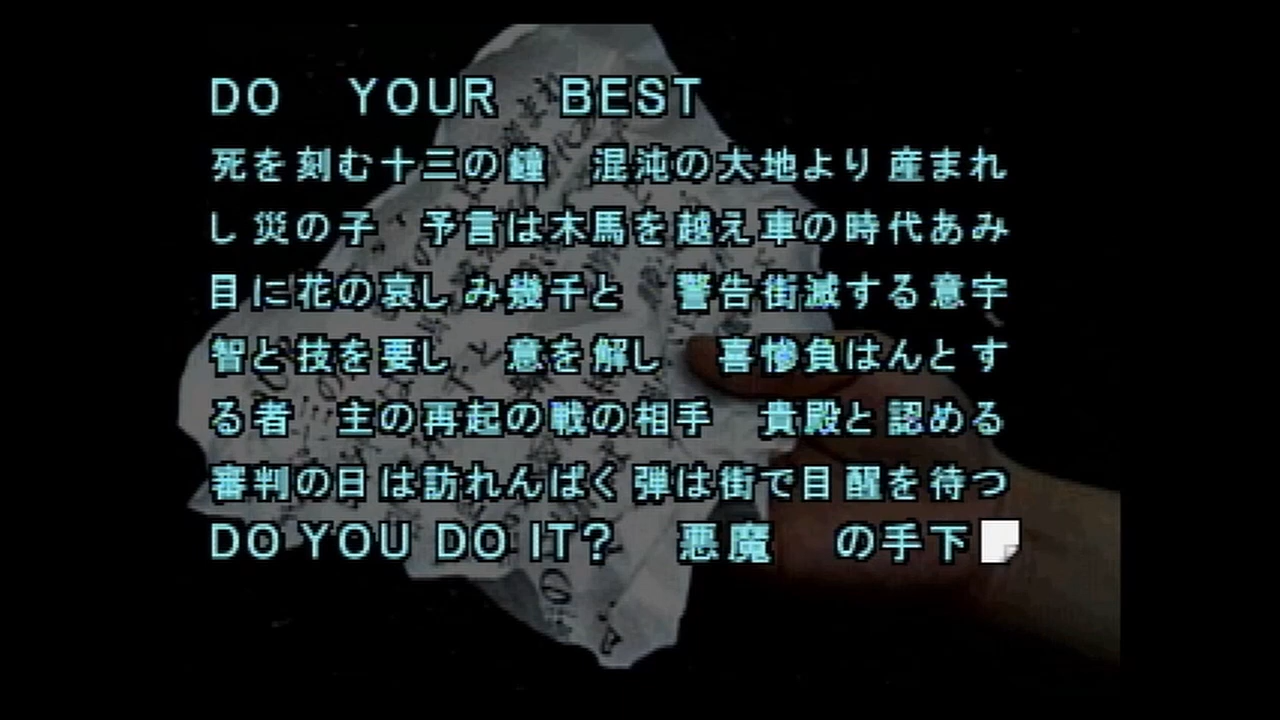 DO YOUR BEST
死を刻む十三の鐘 混沌の大地より産まれ
し災の子 予言は木馬を越え車の時代あみ
目に花の哀しみ幾千と 警告街滅する意宇
智と技を要し 意を解し 喜惨負はんとす
る者 主の再起の戦の相手 貴殿と認める
審判の日は訪れんばく弾は街で目醒を待つ
DO YOU DO IT? 悪魔 の手下